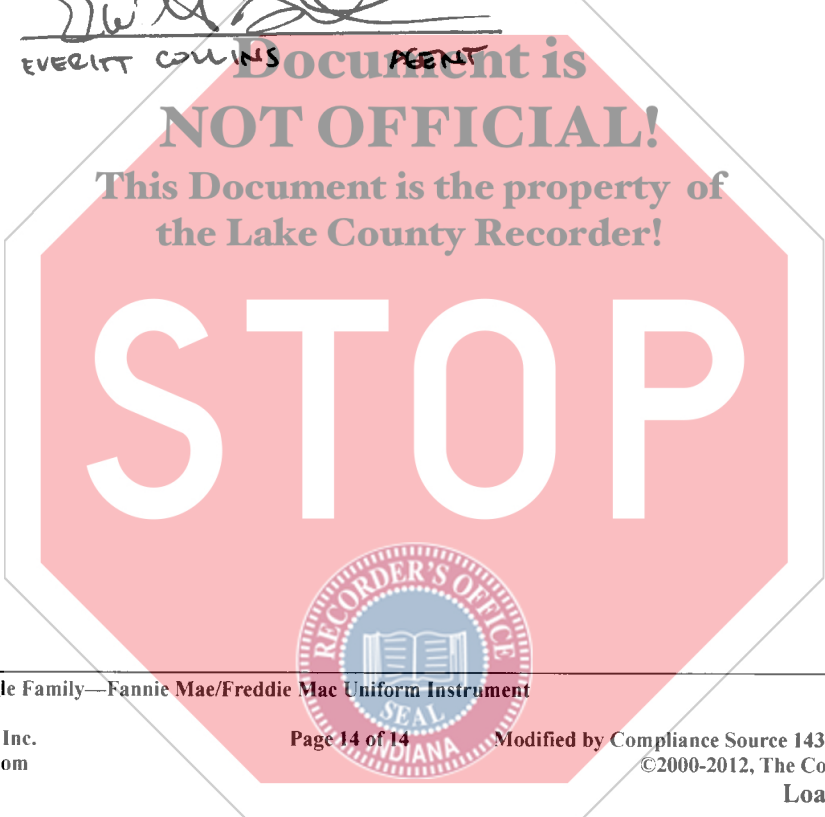 EVERITT COLLINS AGENT
Document is
NOT OFFICIAL!
This Document is the property of
the Lake County Recorder!
STOP
RECORDER'S OFFICE
SEAL
INDIANA
le Family—Fannie Mae/Freddie Mac Uniform Instrument
Inc. Page 14 of 14 Modified by Compliance Source 143
om ©2000-2012, The Co
Loa